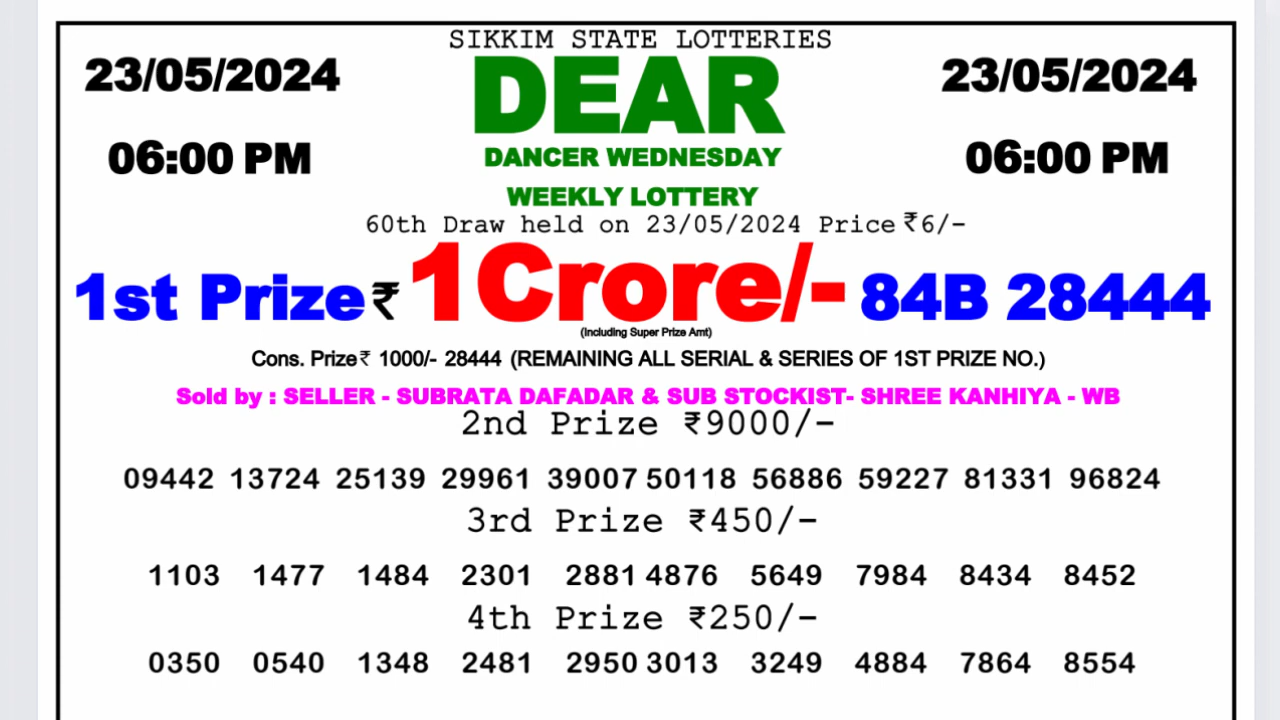 SIKKIM STATE LOTTERIES
23/05/2024 DEAR 23/05/2024
06:00 PM DANCER WEDNESDAY 06:00 PM
WEEKLY LOTTERY
60th Draw held on 23/05/2024 Price ₹6/-
1st Prize ₹ 1Crore/- 84B 28444
(Including Super Prize Amt)
Cons. Prize ₹ 1000/- 28444 (REMAINING ALL SERIAL & SERIES OF 1ST PRIZE NO.)
Sold by : SELLER - SUBRATA DAFADAR & SUB STOCKIST- SHREE KANHIYA - WB
2nd Prize ₹9000/-
09442 13724 25139 29961 39007 50118 56886 59227 81331 96824
3rd Prize ₹450/-
1103 1477 1484 2301 2881 4876 5649 7984 8434 8452
4th Prize ₹250/-
0350 0540 1348 2481 2950 3013 3249 4884 7864 8554